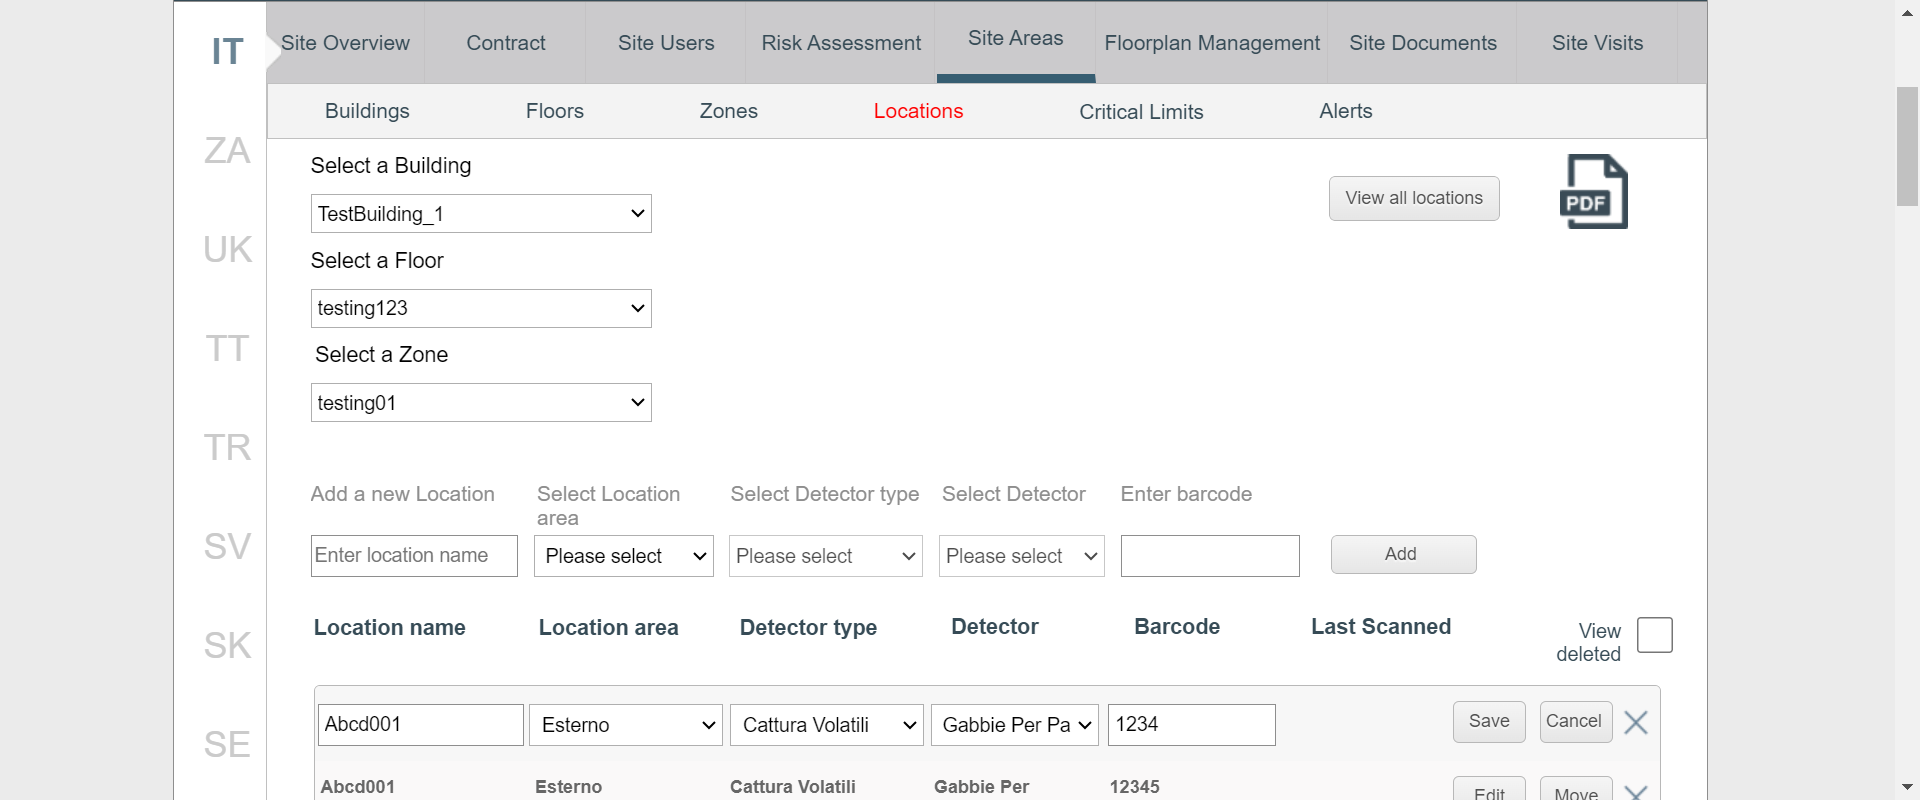 IT
ZA
UK
TT
TR
SV
SK
SE
Site Overview
Contract
Site Users
Risk Assessment
Site Areas
Floorplan Management
Site Documents
Site Visits
Buildings
Floors
Zones
Locations
Critical Limits
Alerts
Select a Building
TestBuilding_1
View all locations
PDF
Select a Floor
testing123
Select a Zone
testing01
Add a new Location
Select Location
area
Select Detector type
Select Detector
Enter barcode
Enter location name
Please select
Please select
Please select
Add
Location name
Location area
Detector type
Detector
Barcode
Last Scanned
View
deleted
Abcd001
Esterno
Cattura Volatili
Gabbie Per Pa
1234
Save
Cancel
Abcd001
Esterno
Cattura Volatili
Gabbie Per
12345
Edit
Move